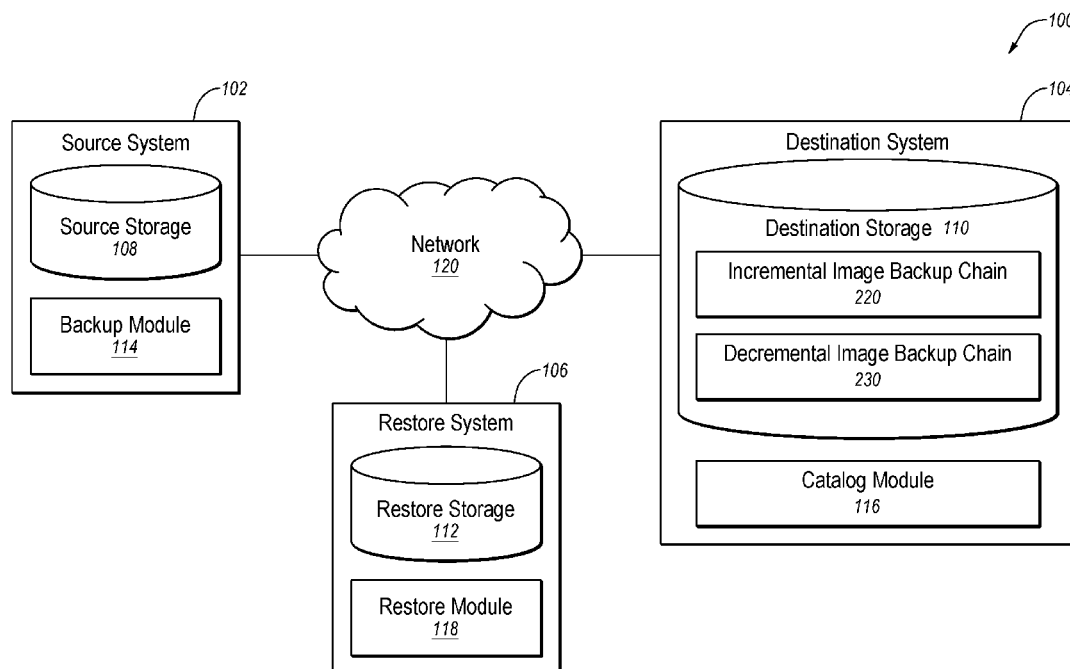 100
102
Source System
Source Storage
108
Backup Module
114
Network
120
106
Restore System
Restore Storage
112
Restore Module
118
104
Destination System
Destination Storage 110
Incremental Image Backup Chain
220
Decremental Image Backup Chain
230
Catalog Module
116